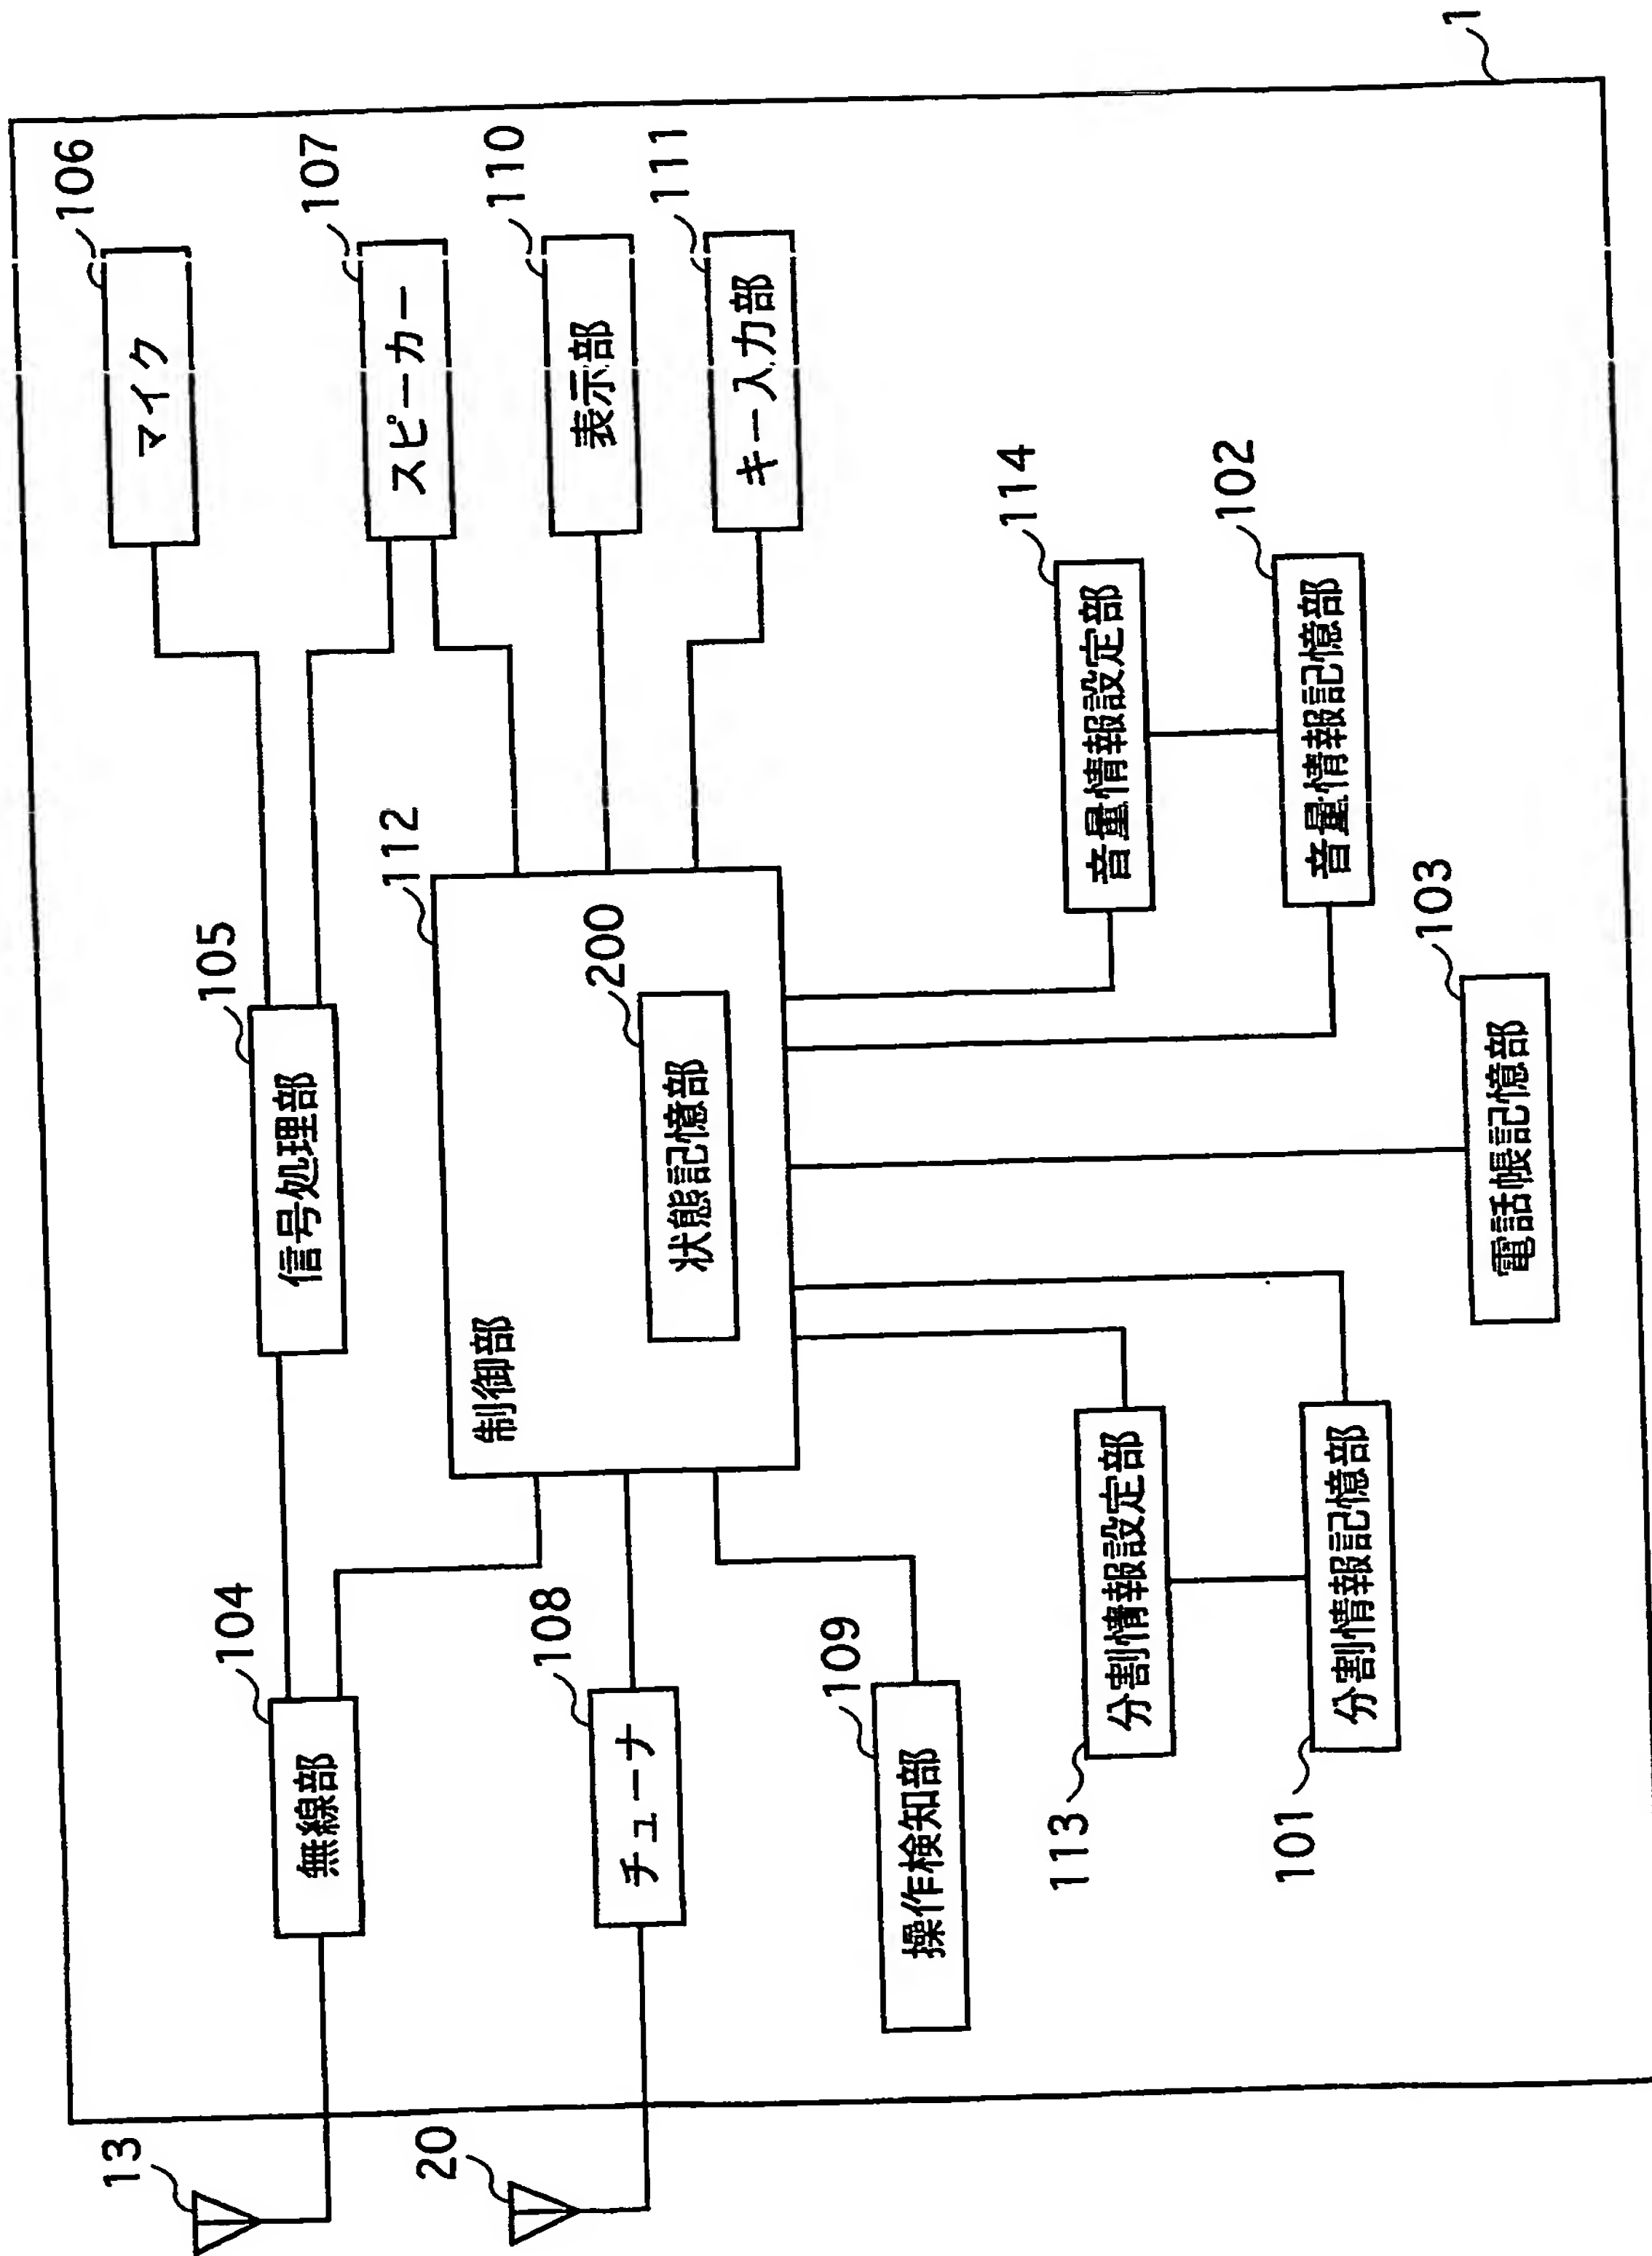 1
106
マイク
107
スピーカー
110
表示部
111
キー入力部
105
信号処理部
112
制御部
200
状態記憶部
104
無線部
108
チューナ
109
操作検知部
13
20
114
音量情報設定部
102
音量情報記憶部
103
電話帳記憶部
113
分割情報設定部
101
分割情報記憶部